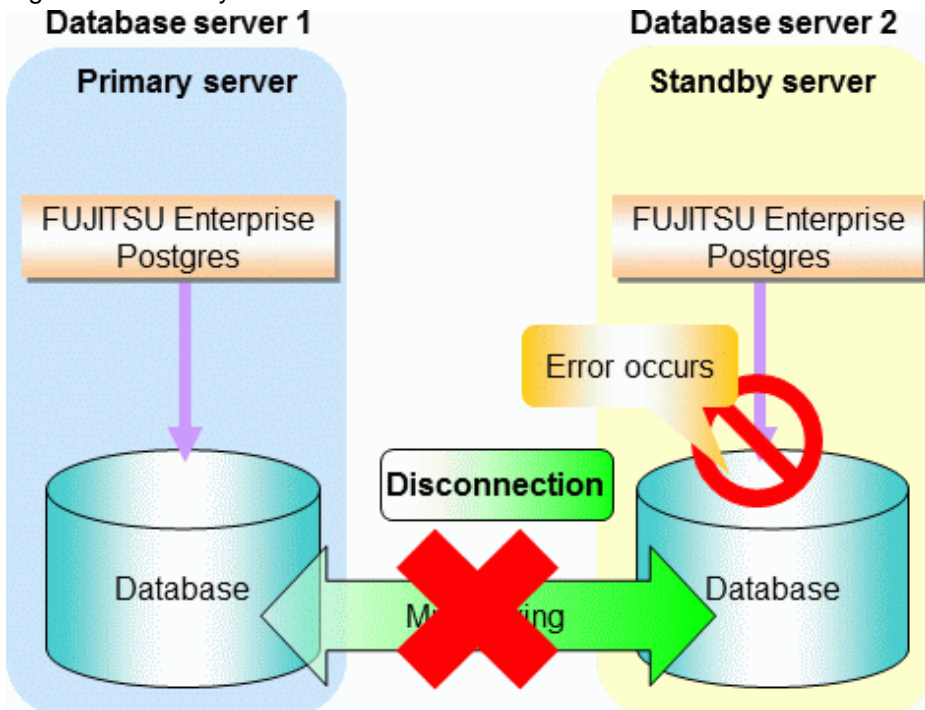 Database server 1
Database server 2
Primary server
Standby server
FUJITSU Enterprise
Postgres
FUJITSU Enterprise
Postgres
Error occurs
Disconnection
Database
Database